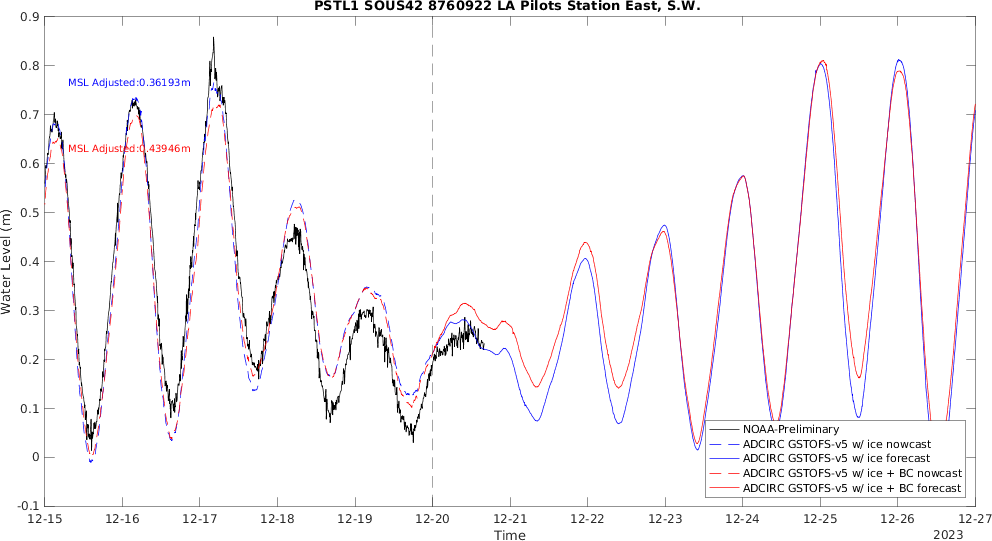 PSTL1 SOUS42 8760922 LA Pilots Station East, S.W.
0.9
0.8
0.7
0.6
0.5
0.4
0.3
0.2
0.1
0
-0.1
Water Level (m)
MSL Adjusted:0.36193m
MSL Adjusted:0.43946m
NOAA-Preliminary
ADCIRC GSTOFS-v5 w/ ice nowcast
ADCIRC GSTOFS-v5 w/ ice forecast
ADCIRC GSTOFS-v5 w/ ice + BC nowcast
ADCIRC GSTOFS-v5 w/ ice + BC forecast
12-15 12-16 12-17 12-18 12-19 12-20 12-21 12-22 12-23 12-24 12-25 12-26 12-27
Time
2023